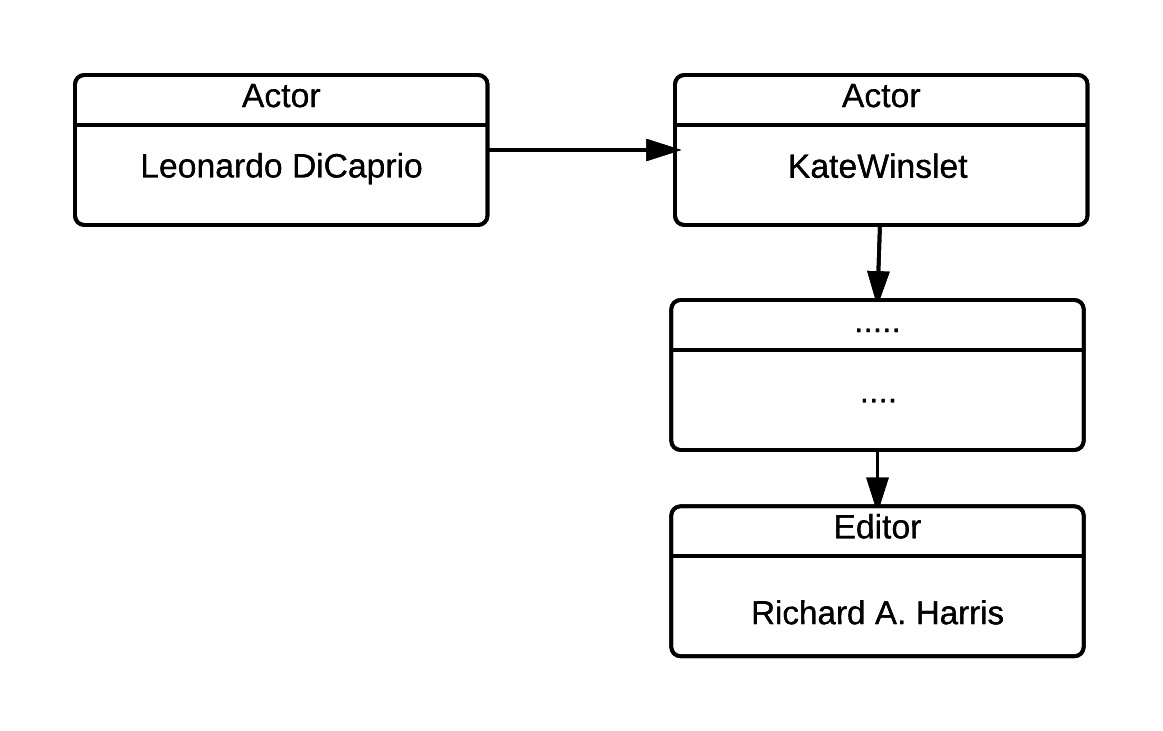 Actor
Leonardo DiCaprio
Actor
KateWinslet
.....
....
Editor
Richard A. Harris